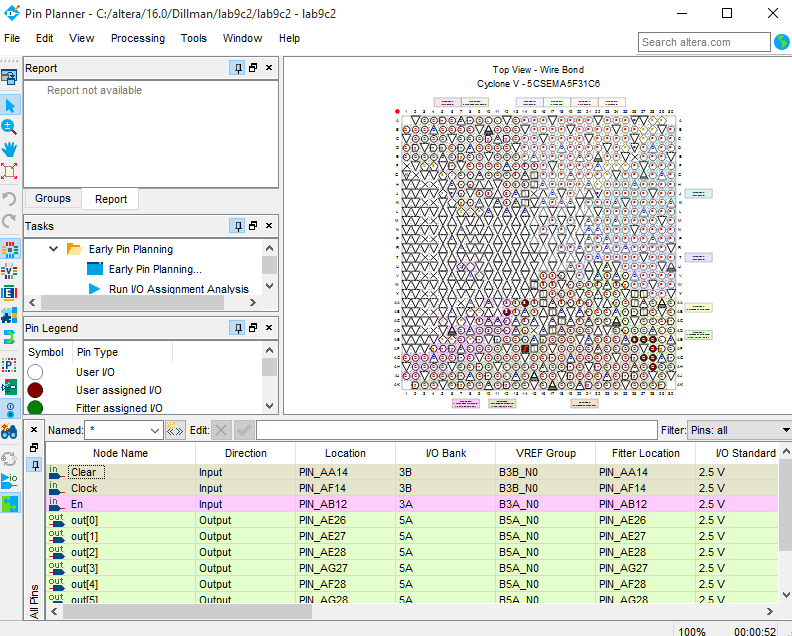 Pin Planner - C:/altera/16.0/Dillman/lab9c2/lab9c2 - lab9c2
File Edit View Processing Tools Window Help
Search altera.com
Report
Report not available
Groups Report
Tasks
Early Pin Planning
Early Pin Planning...
Run I/O Assignment Analysis
Pin Legend
Symbol Pin Type
User I/O
User assigned I/O
Fitter assigned I/O
Top View - Wire Bond
Cyclone V - 5CSEMA5F31C6
Named: * Edit: Filter: Pins: all
Node Name Direction Location I/O Bank VREF Group Fitter Location I/O Standard
in Clear Input PIN_AA14 3B B3B_N0 PIN_AA14 2.5 V
in Clock Input PIN_AF14 3B B3B_N0 PIN_AF14 2.5 V
in En Input PIN_AB12 3A B3A_N0 PIN_AB12 2.5 V
out out[0] Output PIN_AE26 5A B5A_N0 PIN_AE26 2.5 V
out out[1] Output PIN_AE27 5A B5A_N0 PIN_AE27 2.5 V
out out[2] Output PIN_AE28 5A B5A_N0 PIN_AE28 2.5 V
out out[3] Output PIN_AG27 5A B5A_N0 PIN_AG27 2.5 V
out out[4] Output PIN_AF28 5A B5A_N0 PIN_AF28 2.5 V
out out[5] Output PIN_AG28 5A B5A_N0 PIN_AG28 2.5 V
All Pins
100% 00:00:52